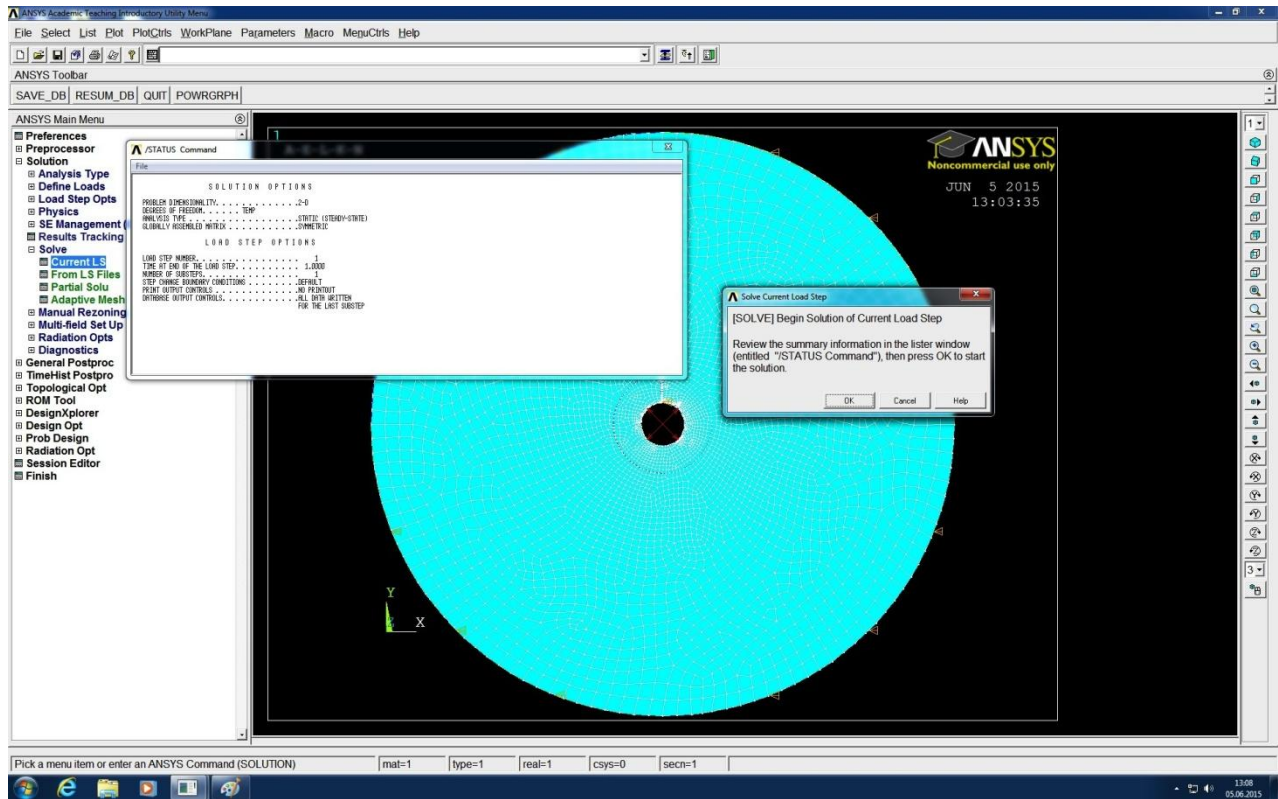 ANSYS Academic Teaching Introductory Utility Menu
File Select List Plot PlotCtrls WorkPlane Parameters Macro MenuCtrls Help
ANSYS Toolbar
SAVE_DB RESUM_DB QUIT POWRGRPH
ANSYS Main Menu
Preferences
Preprocessor
Solution
Analysis Type
Define Loads
Load Step Opts
Physics
SE Management (
Results Tracking
Solve
Current LS
From LS Files
Partial Solu
Adaptive Mesh
Manual Rezoning
Multi-field Set Up
Radiation Opts
Diagnostics
General Postproc
TimeHist Postpro
Topological Opt
ROM Tool
DesignXplorer
Design Opt
Prob Design
Radiation Opt
Session Editor
Finish
/STATUS Command
File
SOLUTION OPTIONS
PROBLEM DIMENSIONALITY. . . . . . . . . . . . .2-D
DEGREES OF FREEDOM. . . . . . TEMP
ANALYSIS TYPE . . . . . . . . . . . . . . . . .STATIC (STEADY-STATE)
GLOBALLY ASSEMBLED MATRIX . . . . . . . . . . .SYMMETRIC
LOAD STEP OPTIONS
LOAD STEP NUMBER. . . . . . . . . . . . . . . . 1
TIME AT END OF THE LOAD STEP. . . . . . . . . . 1.0000
NUMBER OF SUBSTEPS. . . . . . . . . . . . . . . 1
STEP CHANGE BOUNDARY CONDITIONS . . . . . . . .DEFAULT
PRINT OUTPUT CONTROLS . . . . . . . . . . . . .NO PRINTOUT
DATABASE OUTPUT CONTROLS. . . . . . . . . . . .ALL DATA WRITTEN
FOR THE LAST SUBSTEP
1
ANSYS
Noncommercial use only
JUN 5 2015
13:03:35
Solve Current Load Step
[SOLVE] Begin Solution of Current Load Step
Review the summary information in the lister window
(entitled "/STATUS Command"), then press OK to start
the solution.
OK Cancel Help
Y
X
1
3
Pick a menu item or enter an ANSYS Command (SOLUTION) mat=1 type=1 real=1 csys=0 secn=1
13:08
05.06.2015